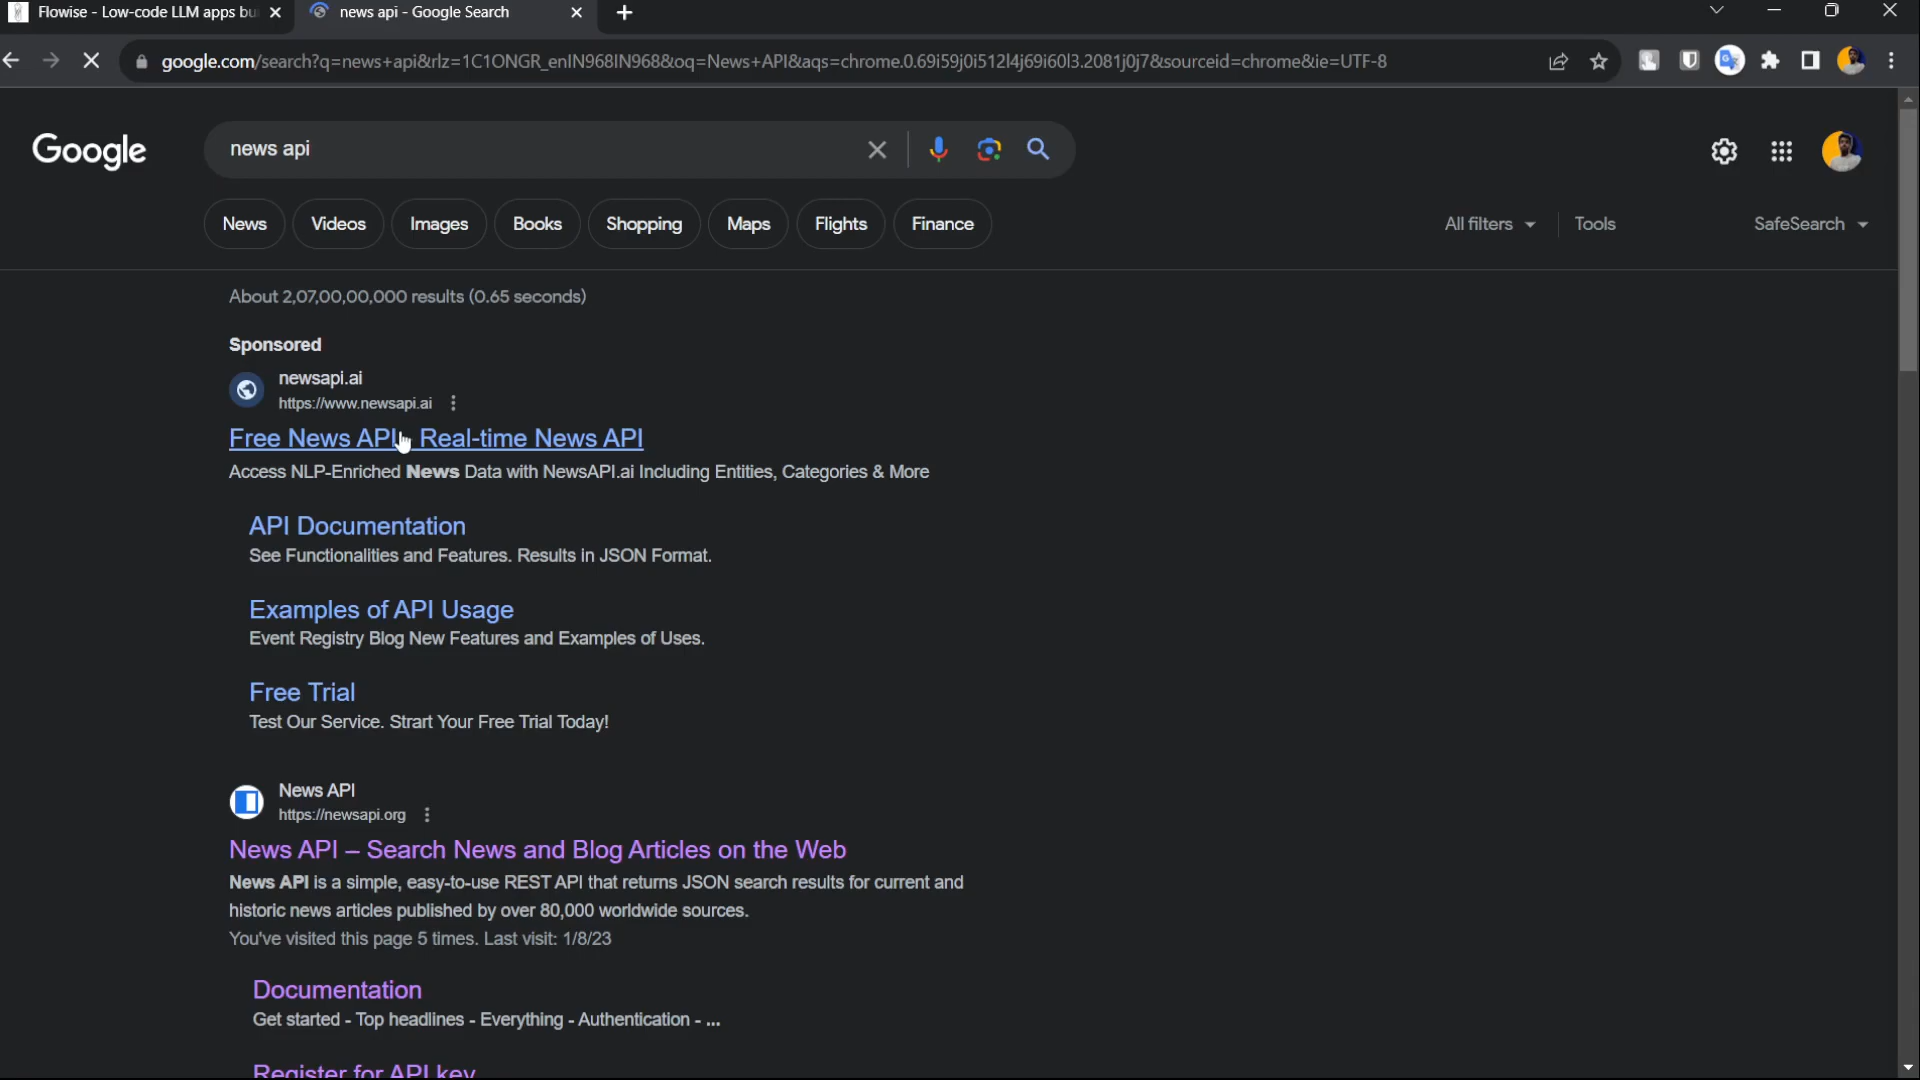 Flowise - Low-code LLM apps bu
news api - Google Search
google.com/search?q=news+api&rlz=1C1ONGR_enIN968IN968&oq=News+API&aqs=chrome.0.69i59j0i512l4j69i60l3.2081j0j7&sourceid=chrome&ie=UTF-8
Google
news api
News Videos Images Books Shopping Maps Flights Finance All filters Tools SafeSearch
About 2,07,00,00,000 results (0.65 seconds)
Sponsored
newsapi.ai
https://www.newsapi.ai
Free News API Real-time News API
Access NLP-Enriched News Data with NewsAPI.ai Including Entities, Categories & More
API Documentation
See Functionalities and Features. Results in JSON Format.
Examples of API Usage
Event Registry Blog New Features and Examples of Uses.
Free Trial
Test Our Service. Strart Your Free Trial Today!
News API
https://newsapi.org
News API – Search News and Blog Articles on the Web
News API is a simple, easy-to-use REST API that returns JSON search results for current and
historic news articles published by over 80,000 worldwide sources.
You've visited this page 5 times. Last visit: 1/8/23
Documentation
Get started - Top headlines - Everything - Authentication - ...
Register for API key